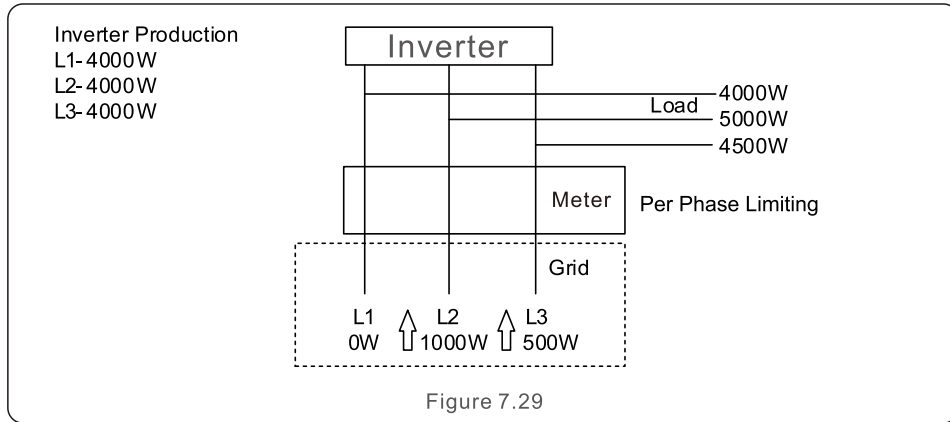 Inverter Production
L1-4000W
L2-4000W
L3-4000W
Inverter
Load
4000W
5000W
4500W
Meter
Per Phase Limiting
Grid
L1 L2 L3
0W 1000W 500W
Figure 7.29